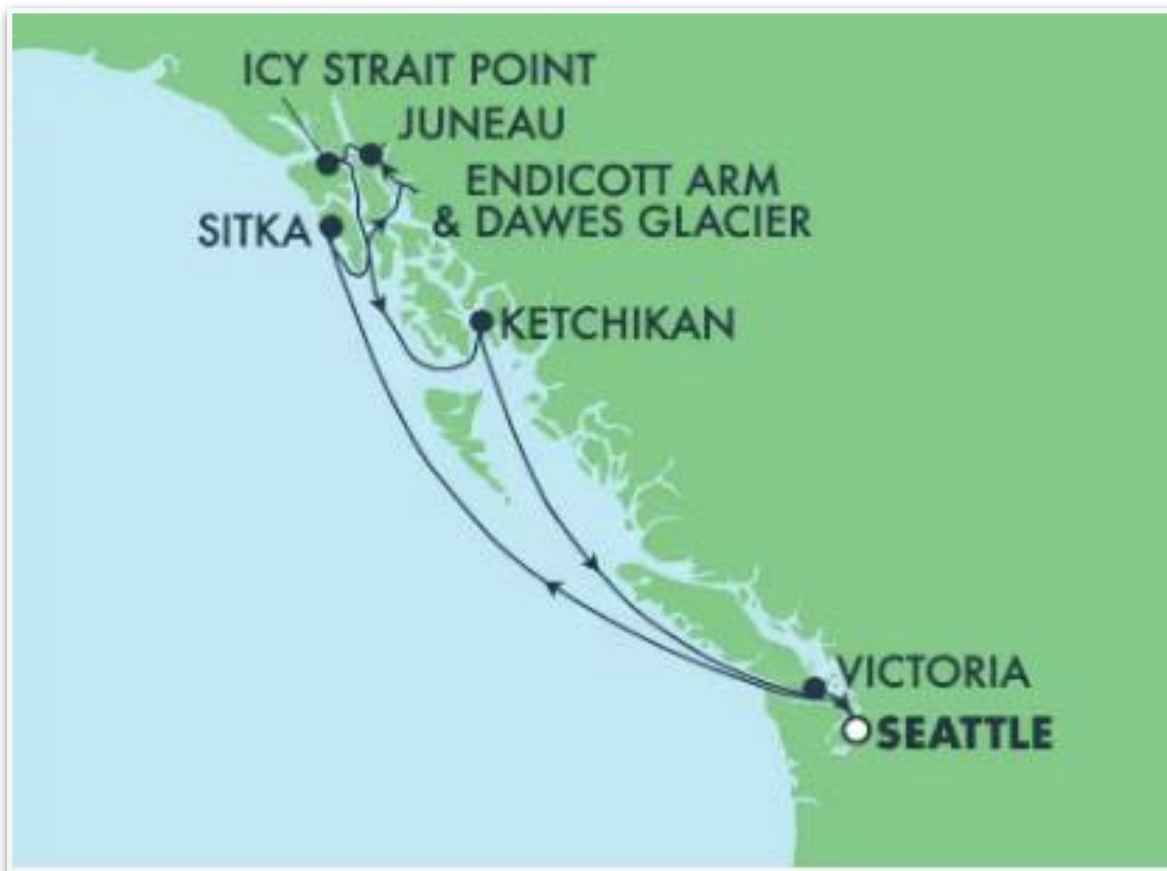 ICY STRAIT POINT
JUNEAU
ENDICOTT ARM
& DAWES GLACIER
SITKA
KETCHIKAN
VICTORIA
SEATTLE